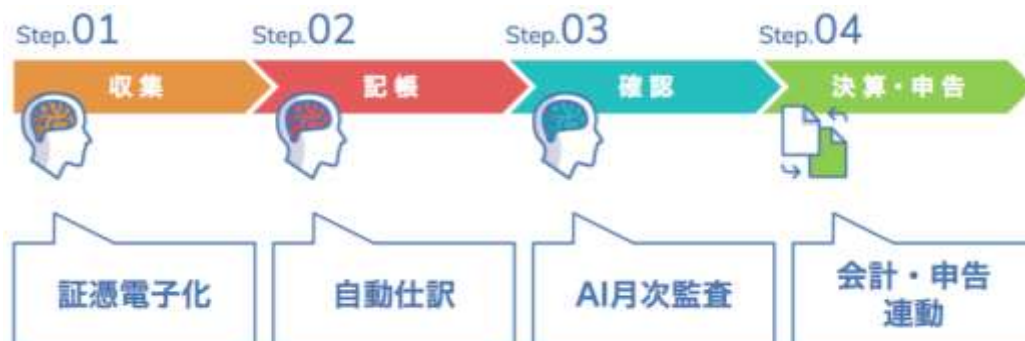 Step.01
Step.02
Step.03
Step.04
収集
記帳
確認
決算・申告
証憑電子化
自動仕訳
AI月次監査
会計・申告
連動